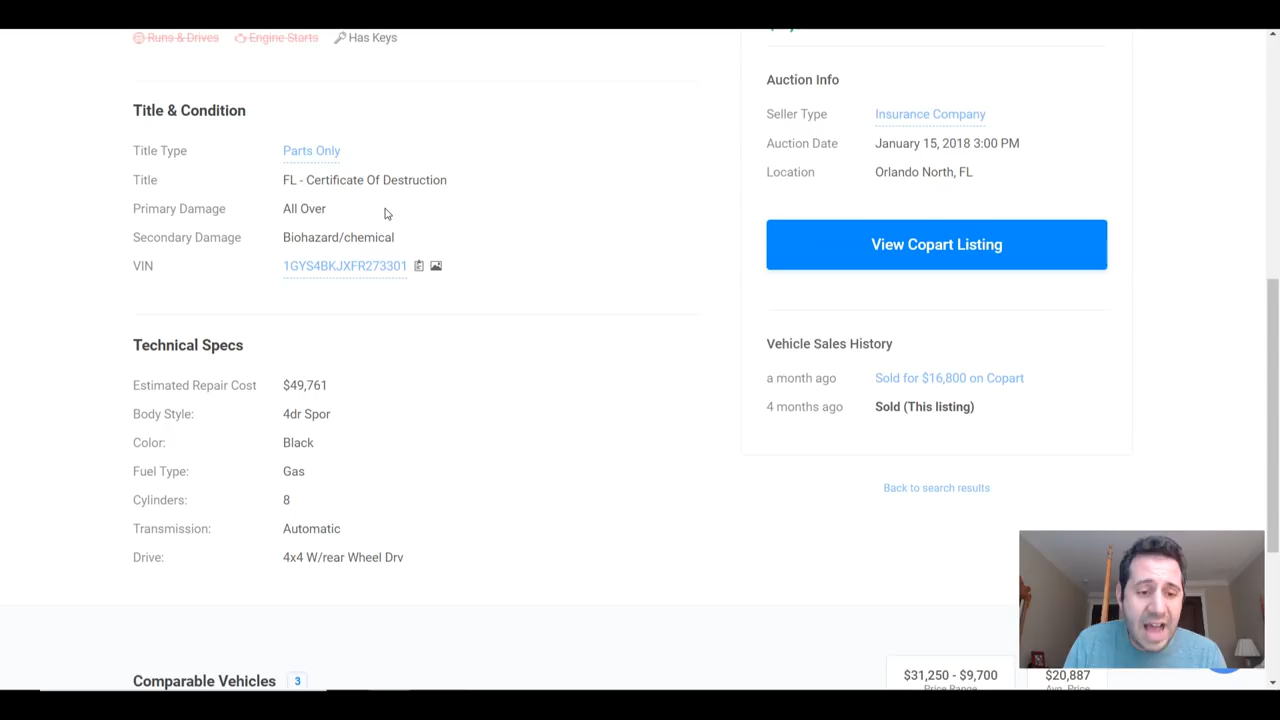 Runs & Drives Engine Starts Has Keys
Title & Condition
Title Type Parts Only
Title FL - Certificate Of Destruction
Primary Damage All Over
Secondary Damage Biohazard/chemical
VIN 1GYS4BKJXFR273301
Technical Specs
Estimated Repair Cost $49,761
Body Style: 4dr Spor
Color: Black
Fuel Type: Gas
Cylinders: 8
Transmission: Automatic
Drive: 4x4 W/rear Wheel Drv
Auction Info
Seller Type Insurance Company
Auction Date January 15, 2018 3:00 PM
Location Orlando North, FL
View Copart Listing
Vehicle Sales History
a month ago Sold for $16,800 on Copart
4 months ago Sold (This listing)
Back to search results
Comparable Vehicles 3
$31,250 - $9,700
Price Range
$20,887
Avg. Price